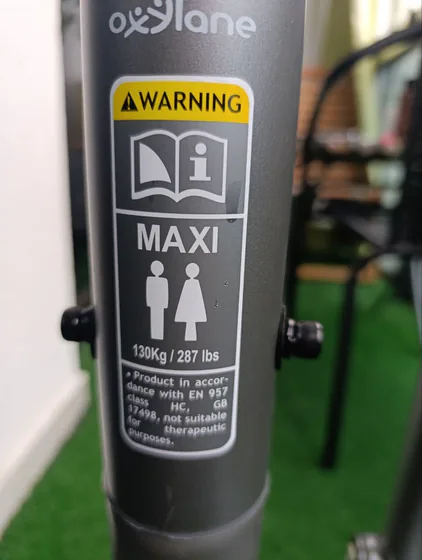 oxylane
WARNING
i
MAXI
130Kg / 287 lbs
• Product in accor-
dance with EN 957
class HC, GB
17498, not suitable
for therapeutic
purposes.